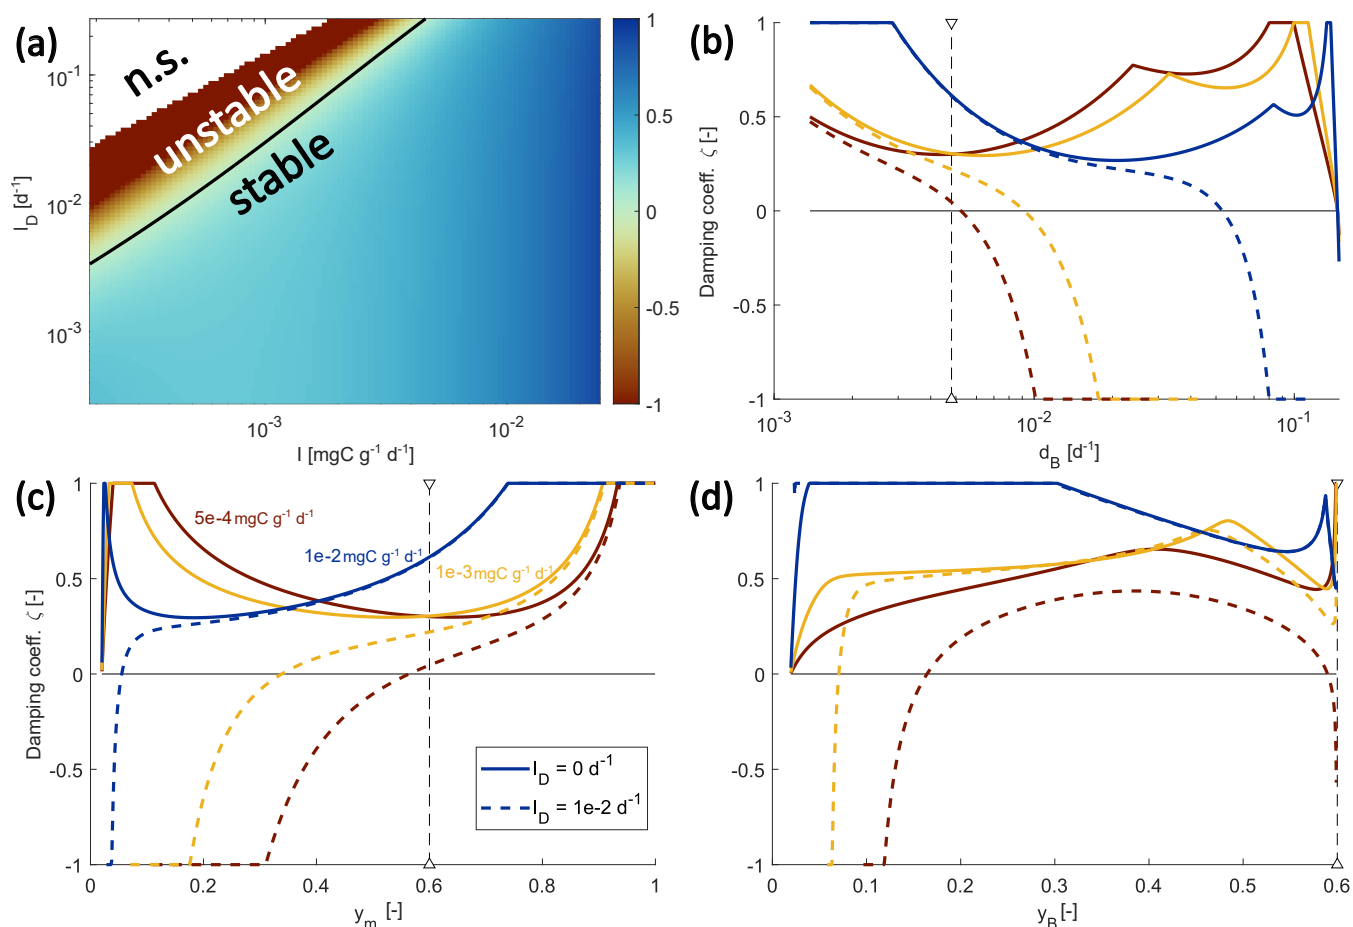 (a)
n.s.
unstable
stable
10^-1
10^-2
10^-3
I_D [d^-1]
10^-3
10^-2
I [mgC g^-1 d^-1]
1
0.5
0
-0.5
-1
(b)
1
0.5
0
-0.5
-1
Damping coeff. ζ [-]
10^-3
10^-2
10^-1
d_B [d^-1]
(c)
1
0.5
0
-0.5
-1
Damping coeff. ζ [-]
5e-4 mgC g^-1 d^-1
1e-2 mgC g^-1 d^-1
1e-3 mgC g^-1 d^-1
I_D = 0 d^-1
I_D = 1e-2 d^-1
0
0.2
0.4
0.6
0.8
1
y_m [-]
(d)
1
0.5
0
-0.5
-1
0
0.1
0.2
0.3
0.4
0.5
0.6
y_B [-]